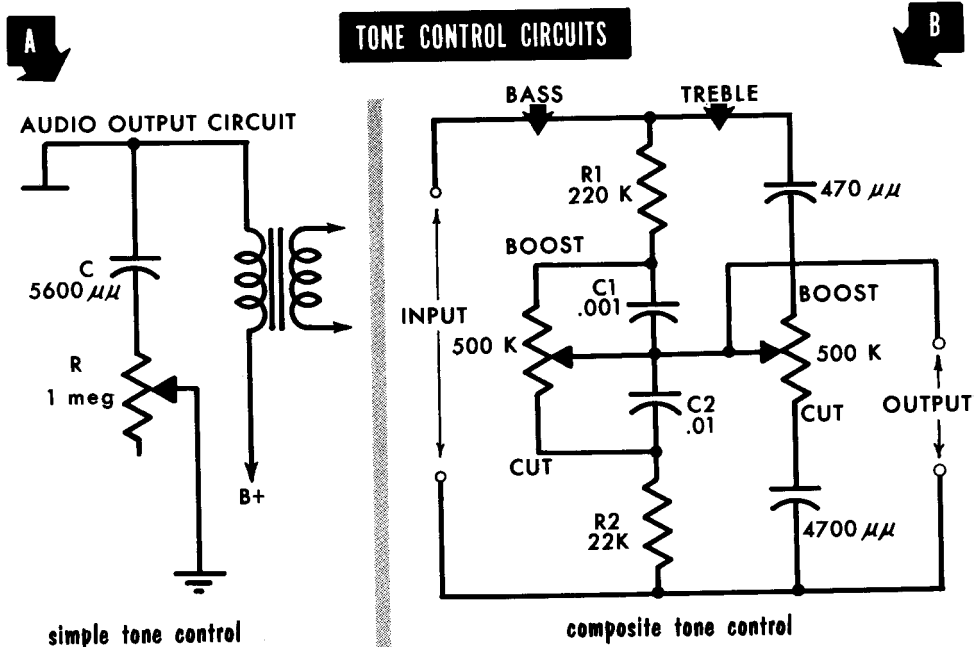 A
TONE CONTROL CIRCUITS
B
AUDIO OUTPUT CIRCUIT
C
5600 μμ
R
1 meg
B+
simple tone control
BASS
TREBLE
R1
220 K
470 μμ
BOOST
C1
.001
INPUT
500 K
BOOST
500 K
C2
.01
CUT
OUTPUT
CUT
R2
22K
4700 μμ
composite tone control